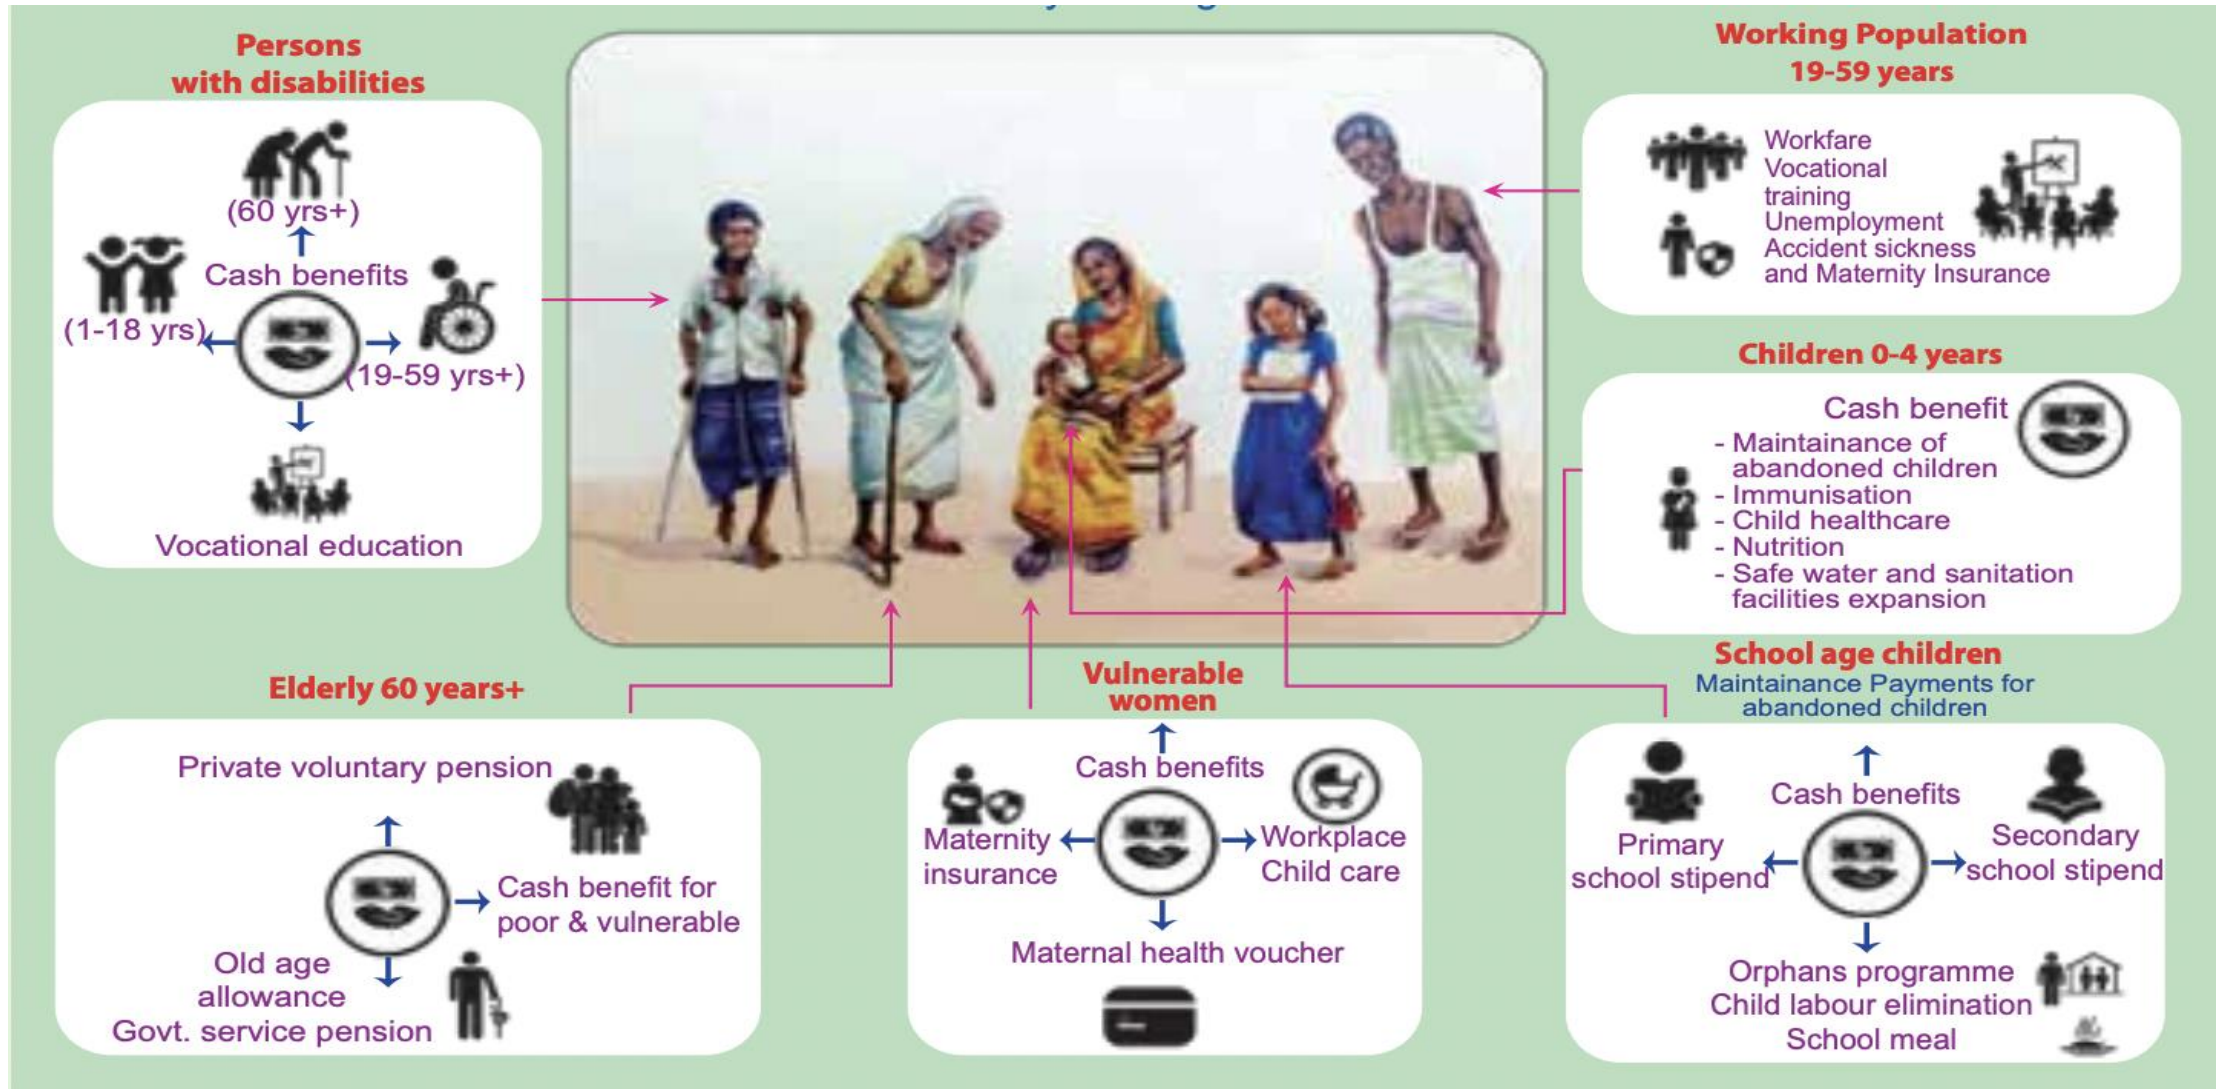 Persons
with disabilities
(60 yrs+)
Cash benefits
(1-18 yrs)
(19-59 yrs+)
Vocational education
Working Population
19-59 years
Workfare
Vocational
training
Unemployment
Accident sickness
and Maternity Insurance
Children 0-4 years
Cash benefit
- Maintainance of
abandoned children
- Immunisation
- Child healthcare
- Nutrition
- Safe water and sanitation
facilities expansion
Elderly 60 years+
Private voluntary pension
Cash benefit for
poor & vulnerable
Old age
allowance
Govt. service pension
Vulnerable
women
Cash benefits
Maternity
insurance
Workplace
Child care
Maternal health voucher
School age children
Maintainance Payments for
abandoned children
Cash benefits
Primary
school stipend
Secondary
school stipend
Orphans programme
Child labour elimination
School meal